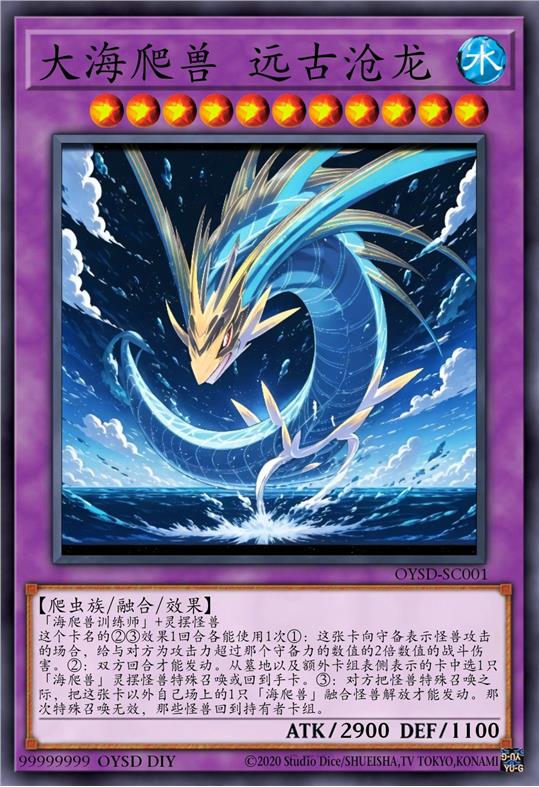 大海爬兽 远古沧龙
水
OYSD-SC001
【爬虫族/融合/效果】
「海爬兽训练师」+灵摆怪兽
这个卡名的②③效果1回合各能使用1次①：这张卡向守备表示怪兽攻击
的场合，给与对方为攻击力超过那个守备力的数值的2倍数值的战斗伤
害。②：双方回合才能发动。从墓地以及额外卡组表侧表示的卡中选1只
「海爬兽」灵摆怪兽特殊召唤或回到手卡。③：对方把怪兽特殊召唤之
际，把这张卡以外自己场上的1只「海爬兽」融合怪兽解放才能发动。那
次特殊召唤无效，那些怪兽回到持有者卡组。
ATK/2900 DEF/1100
99999999 OYSD DIY ©2020 Studio Dice/SHUEISHA,TV TOKYO,KONAMI